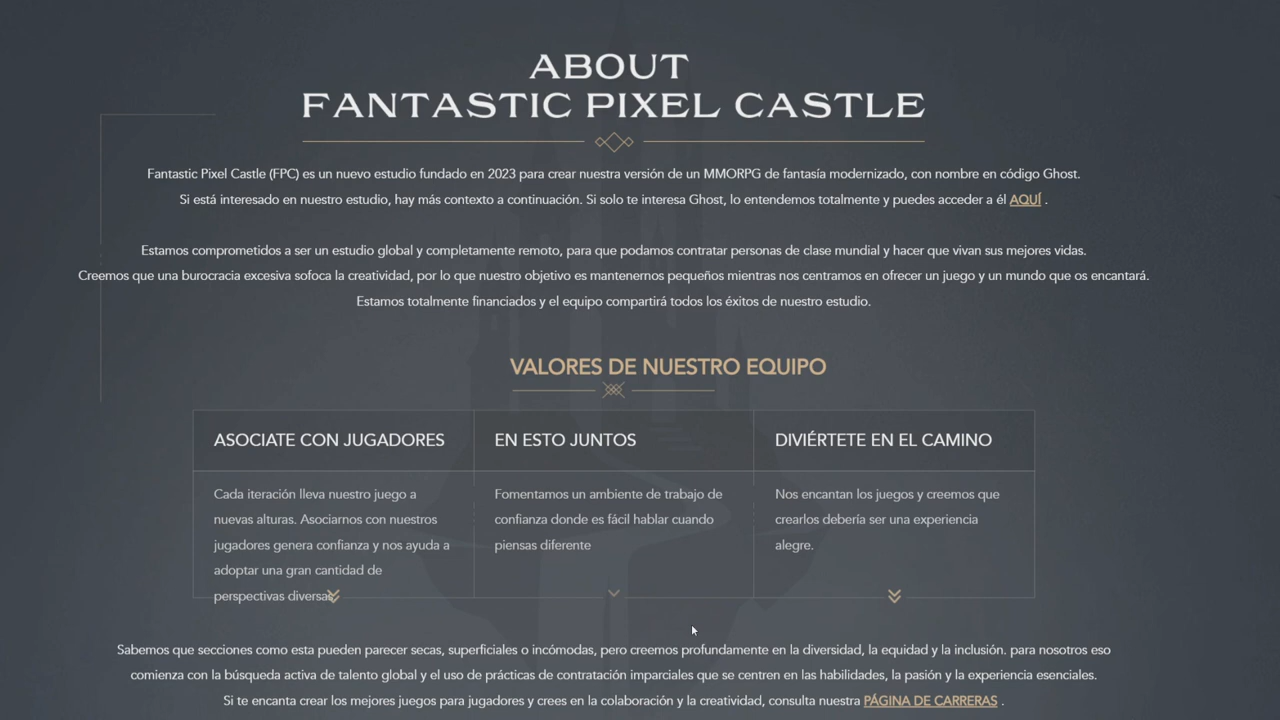 ABOUT
FANTASTIC PIXEL CASTLE
Fantastic Pixel Castle (FPC) es un nuevo estudio fundado en 2023 para crear nuestra versión de un MMORPG de fantasía modernizado, con nombre en código Ghost.
Si está interesado en nuestro estudio, hay más contexto a continuación. Si solo te interesa Ghost, lo entendemos totalmente y puedes acceder a él AQUÍ .
Estamos comprometidos a ser un estudio global y completamente remoto, para que podamos contratar personas de clase mundial y hacer que vivan sus mejores vidas.
Creemos que una burocracia excesiva sofoca la creatividad, por lo que nuestro objetivo es mantenernos pequeños mientras nos centramos en ofrecer un juego y un mundo que os encantará.
Estamos totalmente financiados y el equipo compartirá todos los éxitos de nuestro estudio.
VALORES DE NUESTRO EQUIPO
ASOCIATE CON JUGADORES
Cada iteración lleva nuestro juego a
nuevas alturas. Asociarnos con nuestros
jugadores genera confianza y nos ayuda a
adoptar una gran cantidad de
perspectivas diversas.
EN ESTO JUNTOS
Fomentamos un ambiente de trabajo de
confianza donde es fácil hablar cuando
piensas diferente
DIVIÉRTETE EN EL CAMINO
Nos encantan los juegos y creemos que
crearlos debería ser una experiencia
alegre.
Sabemos que secciones como esta pueden parecer secas, superficiales o incómodas, pero creemos profundamente en la diversidad, la equidad y la inclusión. para nosotros eso
comienza con la búsqueda activa de talento global y el uso de prácticas de contratación imparciales que se centren en las habilidades, la pasión y la experiencia esenciales.
Si te encanta crear los mejores juegos para jugadores y crees en la colaboración y la creatividad, consulta nuestra PÁGINA DE CARRERAS .